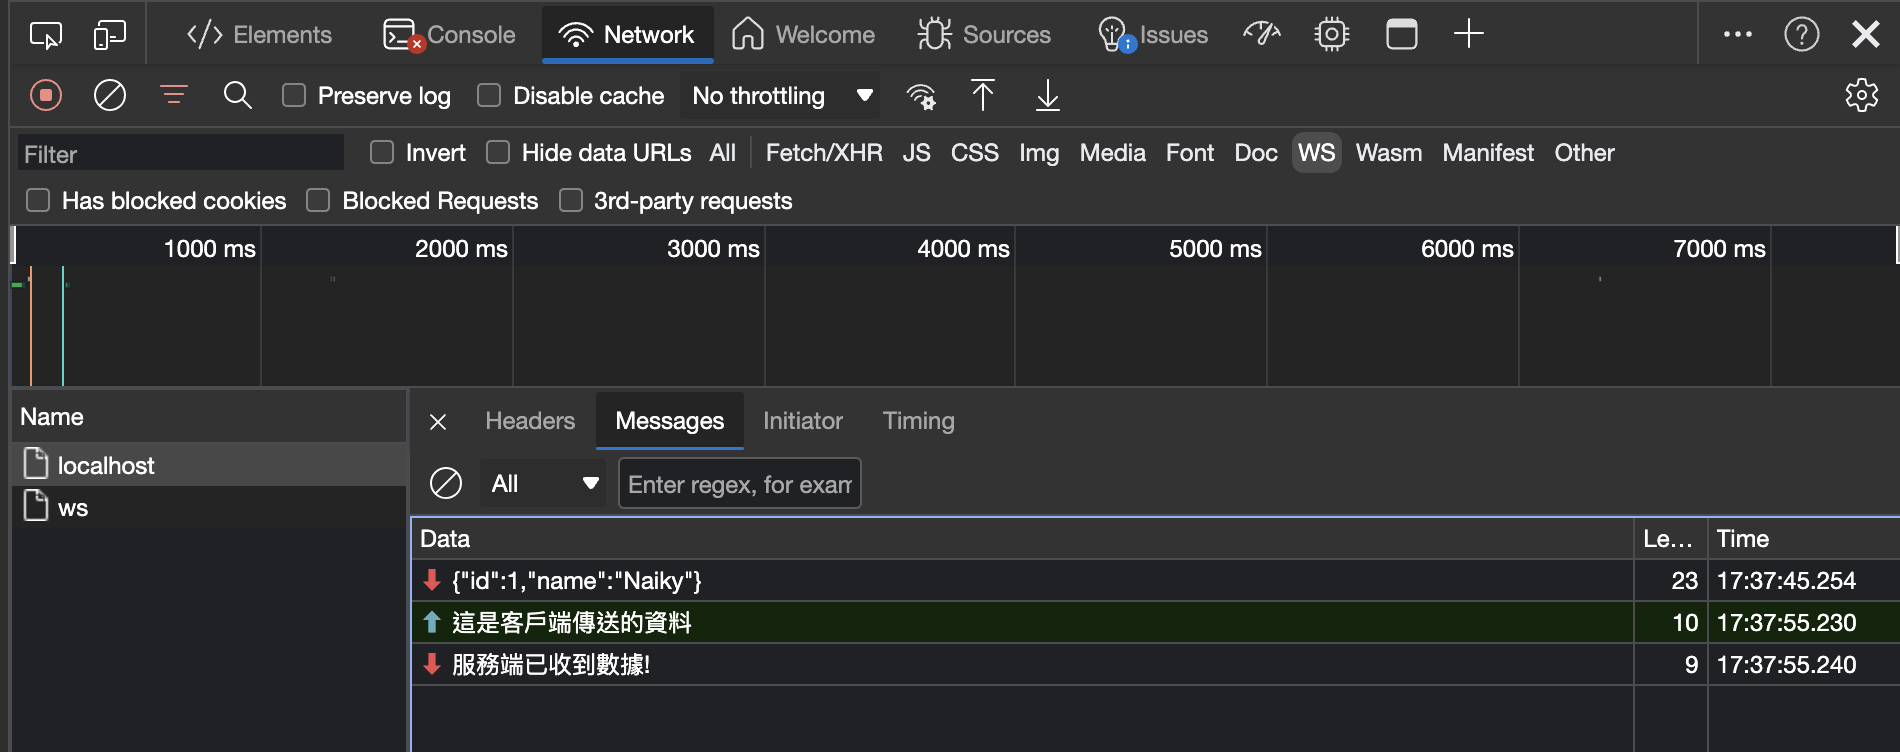 Elements Console Network Welcome Sources Issues
Preserve log Disable cache No throttling
Filter Invert Hide data URLs All Fetch/XHR JS CSS Img Media Font Doc WS Wasm Manifest Other
Has blocked cookies Blocked Requests 3rd-party requests
1000 ms 2000 ms 3000 ms 4000 ms 5000 ms 6000 ms 7000 ms
Name
localhost
ws
Headers Messages Initiator Timing
All Enter regex, for exam
Data Le... Time
{"id":1,"name":"Naiky"} 23 17:37:45.254
這是客戶端傳送的資料 10 17:37:55.230
服務端已收到數據! 9 17:37:55.240